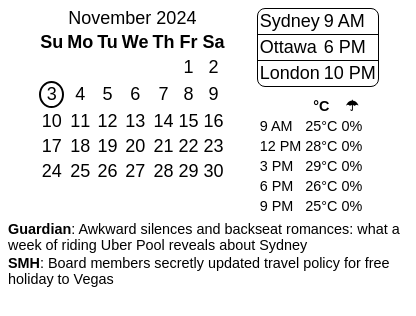 November 2024
Su Mo Tu We Th Fr Sa
1 2
3 4 5 6 7 8 9
10 11 12 13 14 15 16
17 18 19 20 21 22 23
24 25 26 27 28 29 30
Sydney 9 AM
Ottawa 6 PM
London 10 PM
°C ☂
9 AM 25°C 0%
12 PM 28°C 0%
3 PM 29°C 0%
6 PM 26°C 0%
9 PM 25°C 0%
Guardian: Awkward silences and backseat romances: what a
week of riding Uber Pool reveals about Sydney
SMH: Board members secretly updated travel policy for free
holiday to Vegas